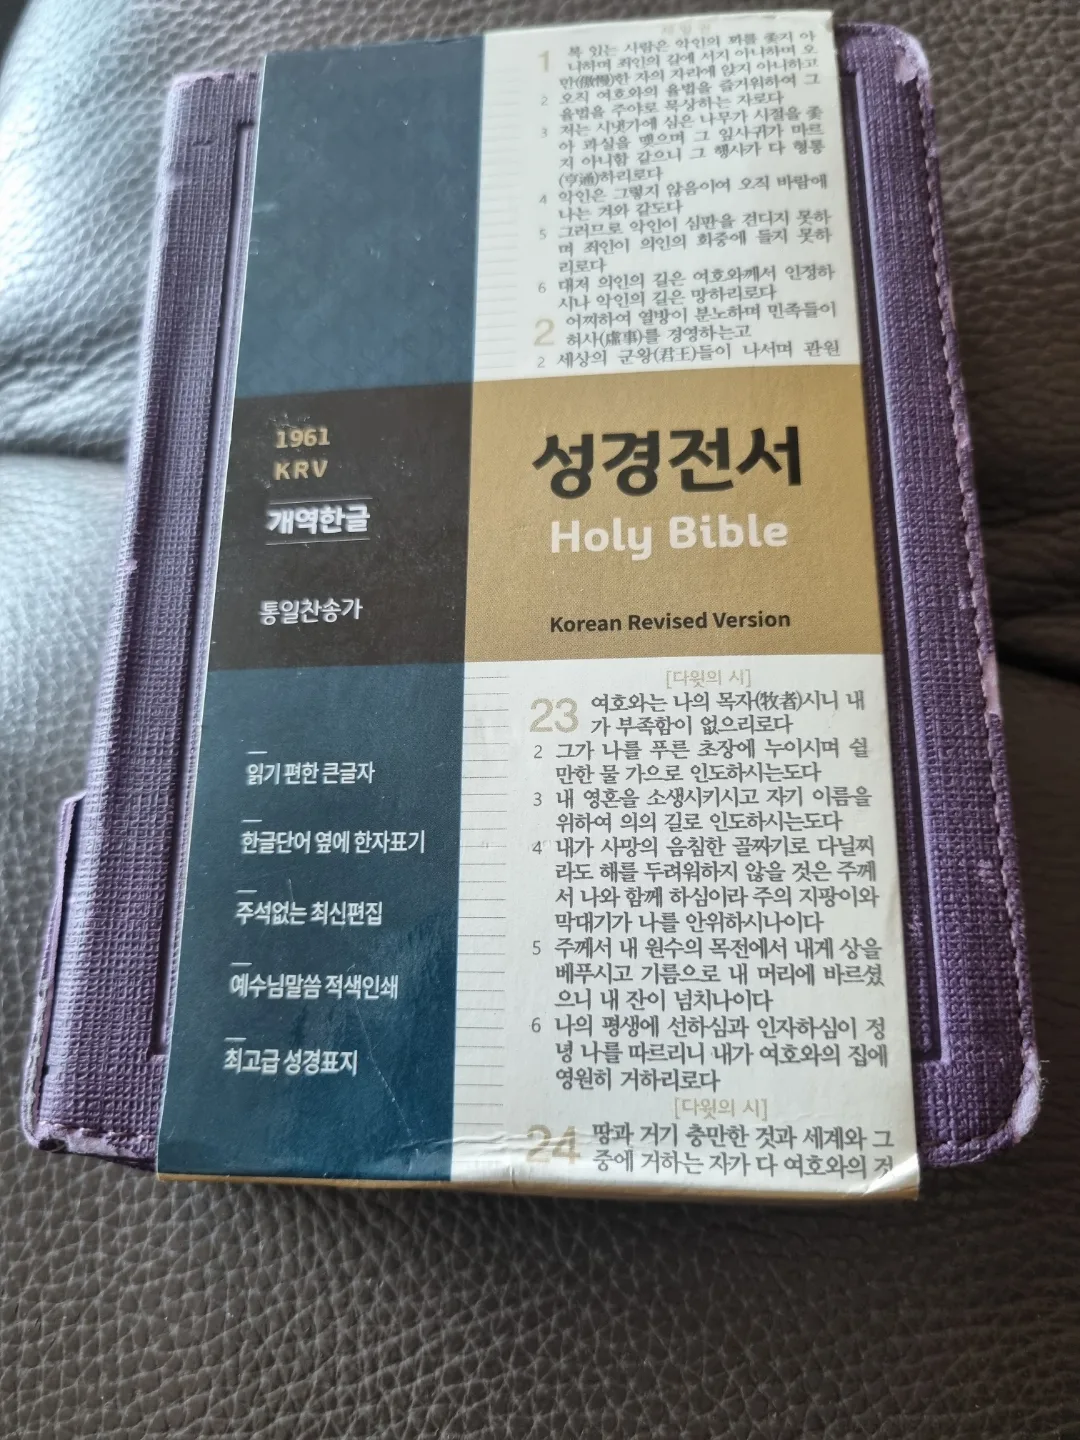 1 복 있는 사람은 악인의 꾀를 좇지 아
니하며 죄인의 길에 서지 아니하며 오
만(傲慢)한 자의 자리에 앉지 아니하고
2 오직 여호와의 율법을 즐거워하여 그
율법을 주야로 묵상하는 자로다
3 저는 시냇가에 심은 나무가 시절을 좇
아 과실을 맺으며 그 잎사귀가 마르
지 아니함 같으니 그 행사가 다 형통
(亨通)하리로다
4 악인은 그렇지 않음이여 오직 바람에
나는 겨와 같도다
5 그러므로 악인이 심판을 견디지 못하
며 죄인이 의인의 회중에 들지 못하
리로다
6 대저 의인의 길은 여호와께서 인정하
시나 악인의 길은 망하리로다
2 어찌하여 열방이 분노하며 민족들이
허사(虛事)를 경영하는고
2 세상의 군왕(君王)들이 나서며 관원
1961
KRV
개역한글
통일찬송가
성경전서
Holy Bible
Korean Revised Version
읽기 편한 큰글자
한글단어 옆에 한자표기
주석없는 최신편집
예수님말씀 적색인쇄
최고급 성경표지
[다윗의 시]
23 여호와는 나의 목자(牧者)시니 내
가 부족함이 없으리로다
2 그가 나를 푸른 초장에 누이시며 쉴
만한 물 가으로 인도하시는도다
3 내 영혼을 소생시키시고 자기 이름을
위하여 의의 길로 인도하시는도다
4 내가 사망의 음침한 골짜기로 다닐찌
라도 해를 두려워하지 않을 것은 주께
서 나와 함께 하심이라 주의 지팡이와
막대기가 나를 안위하시나이다
5 주께서 내 원수의 목전에서 내게 상을
베푸시고 기름으로 내 머리에 바르셨
으니 내 잔이 넘치나이다
6 나의 평생에 선하심과 인자하심이 정
녕 나를 따르리니 내가 여호와의 집에
영원히 거하리로다
[다윗의 시]
24 땅과 거기 충만한 것과 세계와 그
중에 거하는 자가 다 여호와의 것